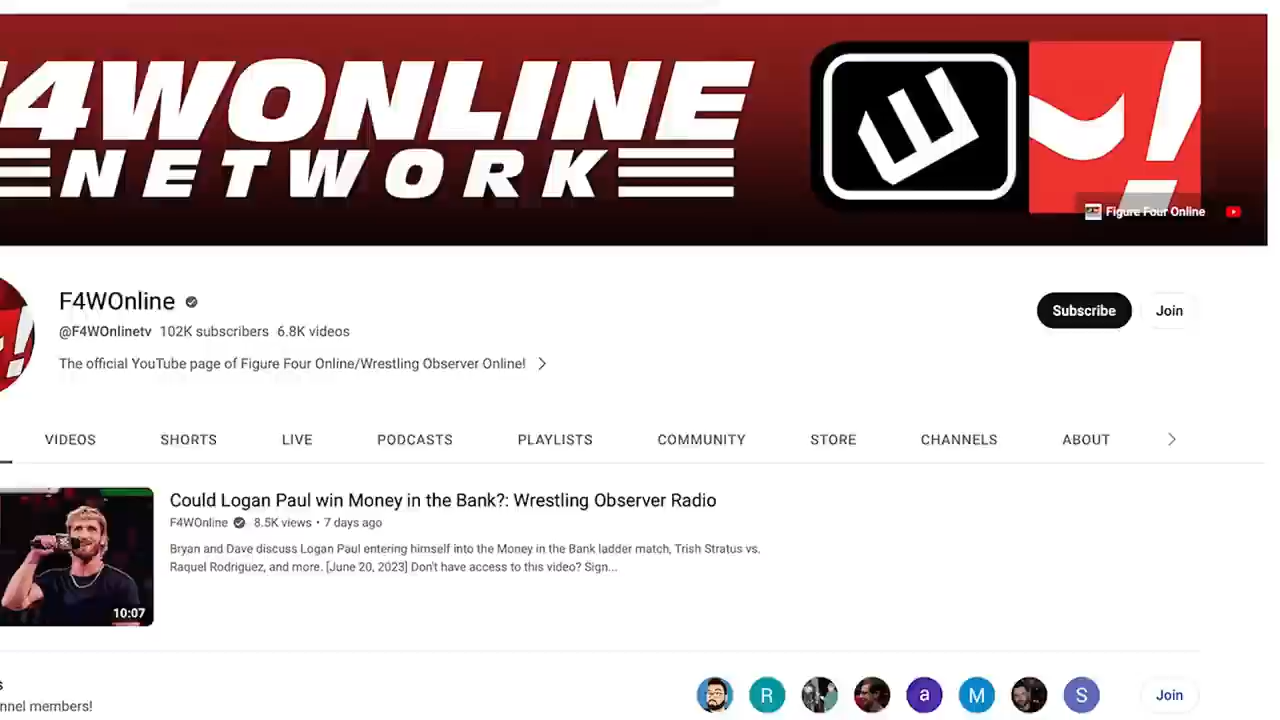 F4WONLINE
NETWORK
Figure Four Online
F4WOnline
@F4WOnlinetv 102K subscribers 6.8K videos
The official YouTube page of Figure Four Online/Wrestling Observer Online!
Subscribe
Join
VIDEOS SHORTS LIVE PODCASTS PLAYLISTS COMMUNITY STORE CHANNELS ABOUT
Could Logan Paul win Money in the Bank?: Wrestling Observer Radio
F4WOnline 8.5K views • 7 days ago
Bryan and Dave discuss Logan Paul entering himself into the Money in the Bank ladder match, Trish Stratus vs.
Raquel Rodriguez, and more. [June 20, 2023] Don't have access to this video? Sign...
10:07
R a M S
Join
nnel members!